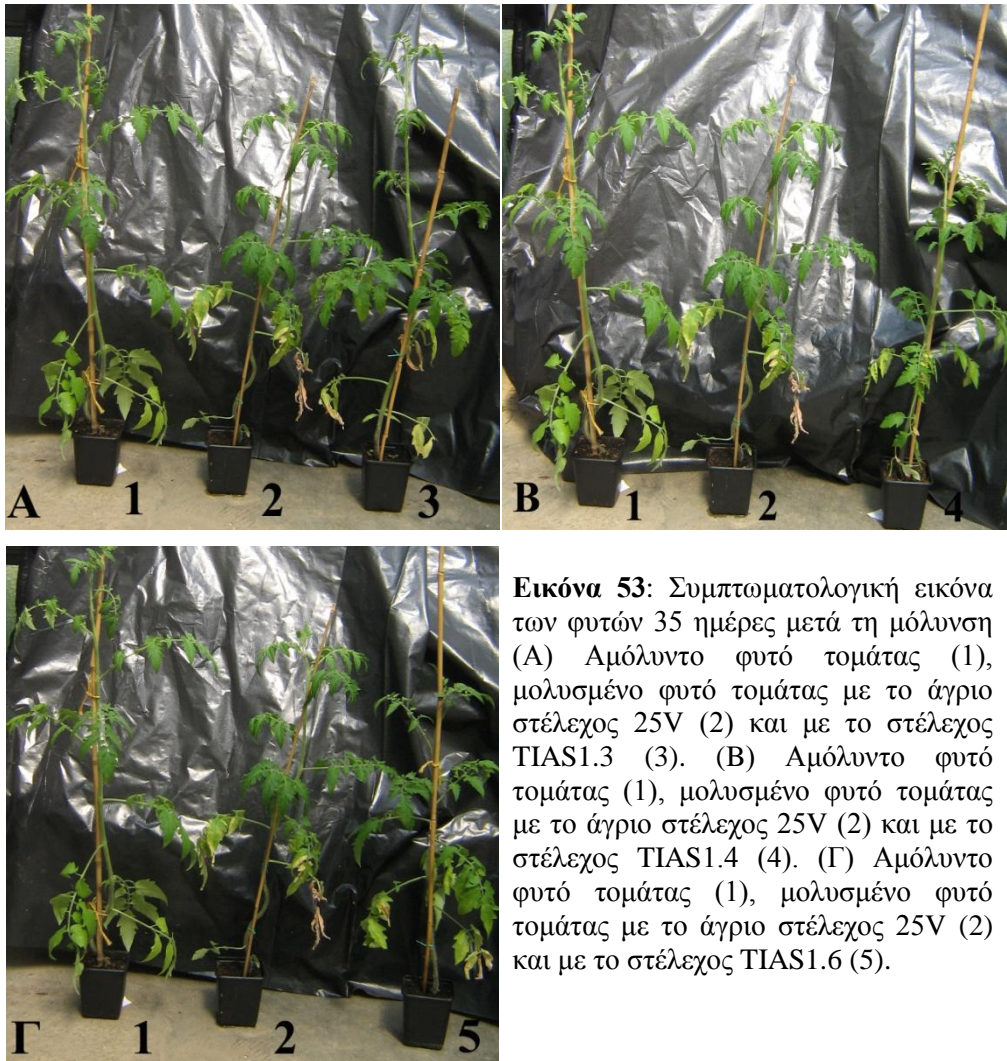 A 1 2 3
B 1 2 4
Εικόνα 53: Συμπτωματολογική εικόνα
των φυτών 35 ημέρες μετά τη μόλυνση
(Α) Αμόλυντο φυτό τομάτας (1),
μολυσμένο φυτό τομάτας με το άγριο
στέλεχος 25V (2) και με το στέλεχος
TIAS1.3 (3). (Β) Αμόλυντο φυτό
τομάτας (1), μολυσμένο φυτό τομάτας
με το άγριο στέλεχος 25V (2) και με το
στέλεχος TIAS1.4 (4). (Γ) Αμόλυντο
φυτό τομάτας (1), μολυσμένο φυτό
τομάτας με το άγριο στέλεχος 25V (2)
και με το στέλεχος TIAS1.6 (5).
Γ 1 2 5